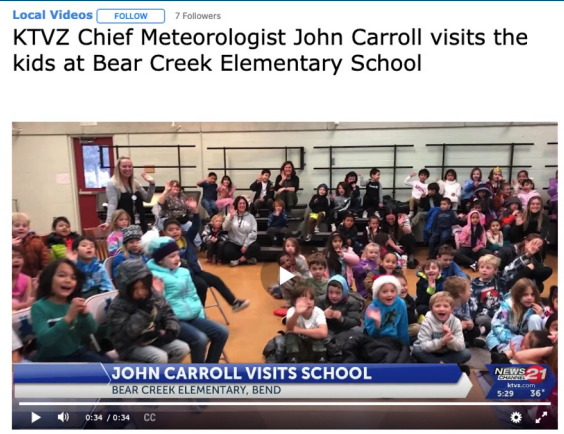 Local Videos FOLLOW 7 Followers
KTVZ Chief Meteorologist John Carroll visits the
kids at Bear Creek Elementary School
JOHN CARROLL VISITS SCHOOL
BEAR CREEK ELEMENTARY, BEND
NEWS 21
CHANNEL
ktvz.com
5:29 36°
0:34 / 0:34 CC